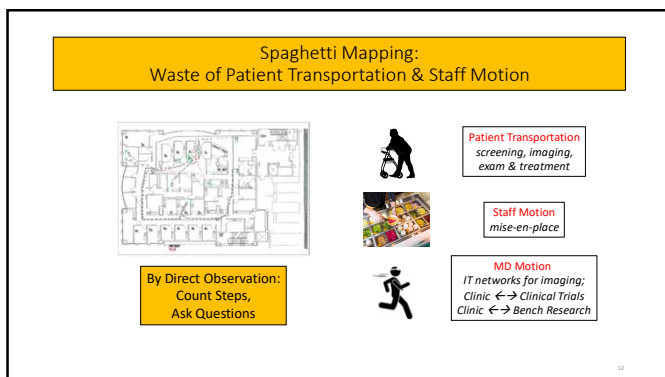 Spaghetti Mapping:
Waste of Patient Transportation & Staff Motion
Patient Transportation
screening, imaging,
exam & treatment
Staff Motion
mise-en-place
By Direct Observation:
Count Steps,
Ask Questions
MD Motion
IT networks for imaging;
Clinic ←→ Clinical Trials
Clinic ←→ Bench Research
12